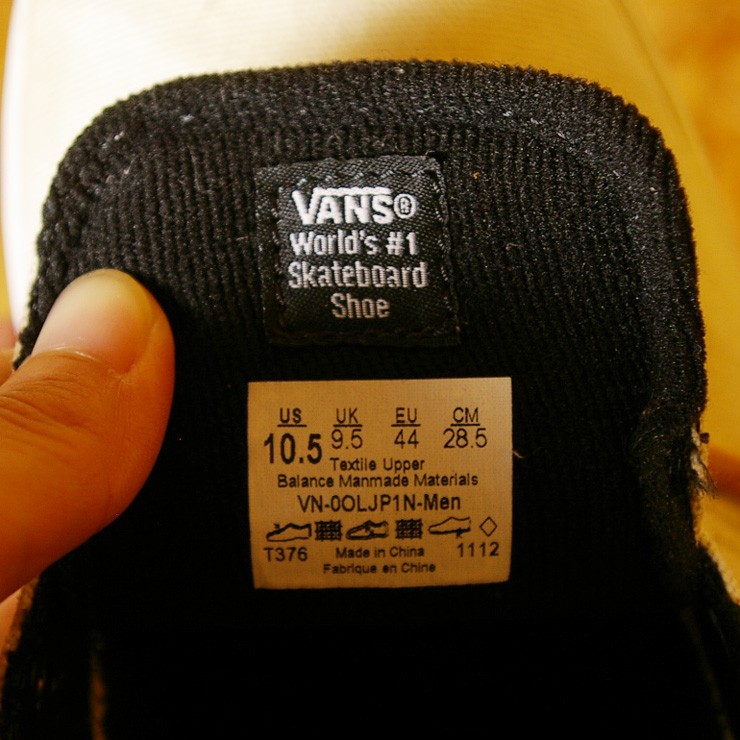 VANS®
World's #1
Skateboard
Shoe
US UK EU CM
10.5 9.5 44 28.5
Textile Upper
Balance Manmade Materials
VN-0OLJP1N-Men
T376 Made in China 1112
Fabrique en Chine